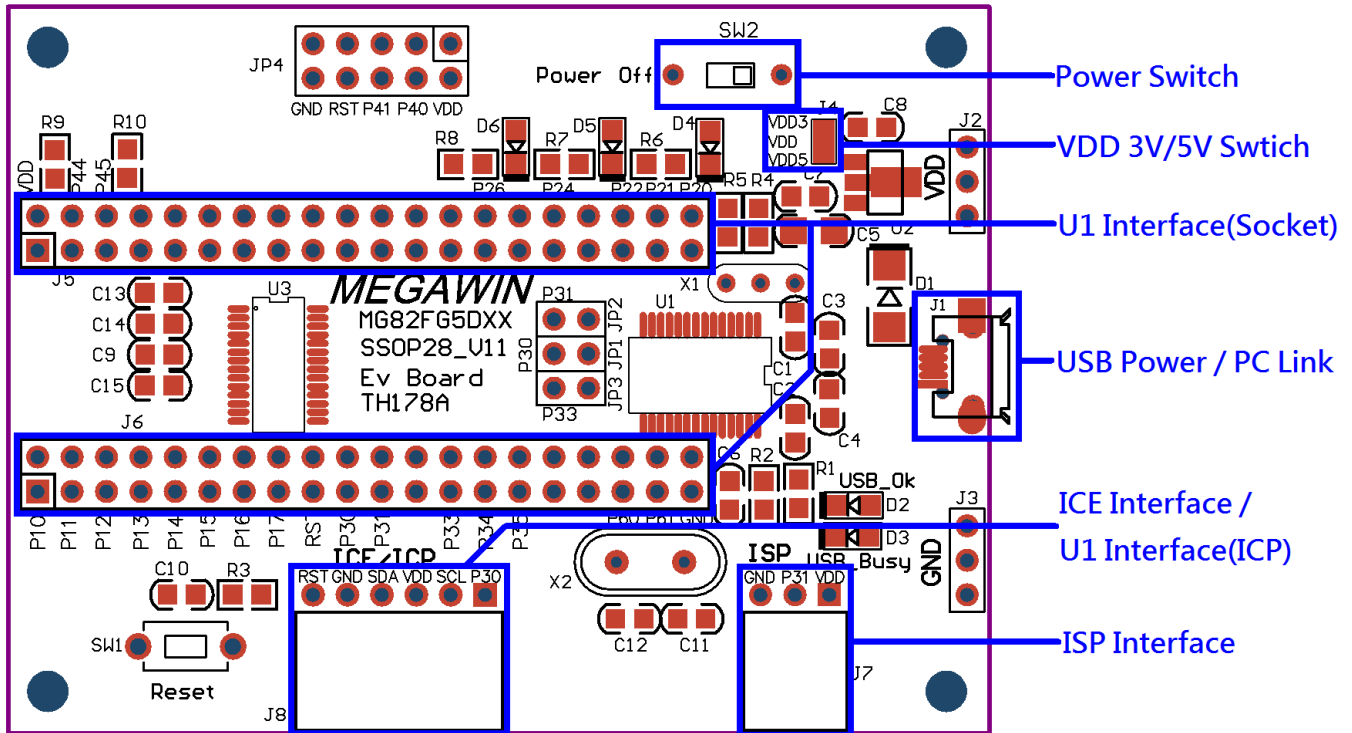 SW2
Power Off
Power Switch
JP4
GND RST P41 P40 VDD
J4
VDD3
VDD
VDD5
VDD 3V/5V Swtich
C8
J2
VDD
R9
R10
VDD
P44
P45
R8
D6
R7
D5
R6
D4
P26
P24
P22
P21
P20
R5
R4
C7
U1 Interface(Socket)
C5
U2
J5
C13
C14
C9
C15
U3
MEGAWIN
MG82FG5DXX
SSOP28_V11
Ev Board
TH178A
P31
P30
P33
JP2
JP1
JP3
U1
X1
C1
C2
C3
C4
D1
J1
USB Power / PC Link
J6
P10
P11
P12
P13
P14
P15
P16
P17
RST
P30
P31
P33
P34
P35
P60
P61
GND
C6
R2
R1
USB_Ok
D2
D3
USB_Busy
J3
GND
ICE Interface /
U1 Interface(ICP)
ICE/ICP
RST GND SDA VDD SCL P30
J8
X2
C12
C11
ISP
GND P31 VDD
J7
ISP Interface
C10
R3
SW1
Reset